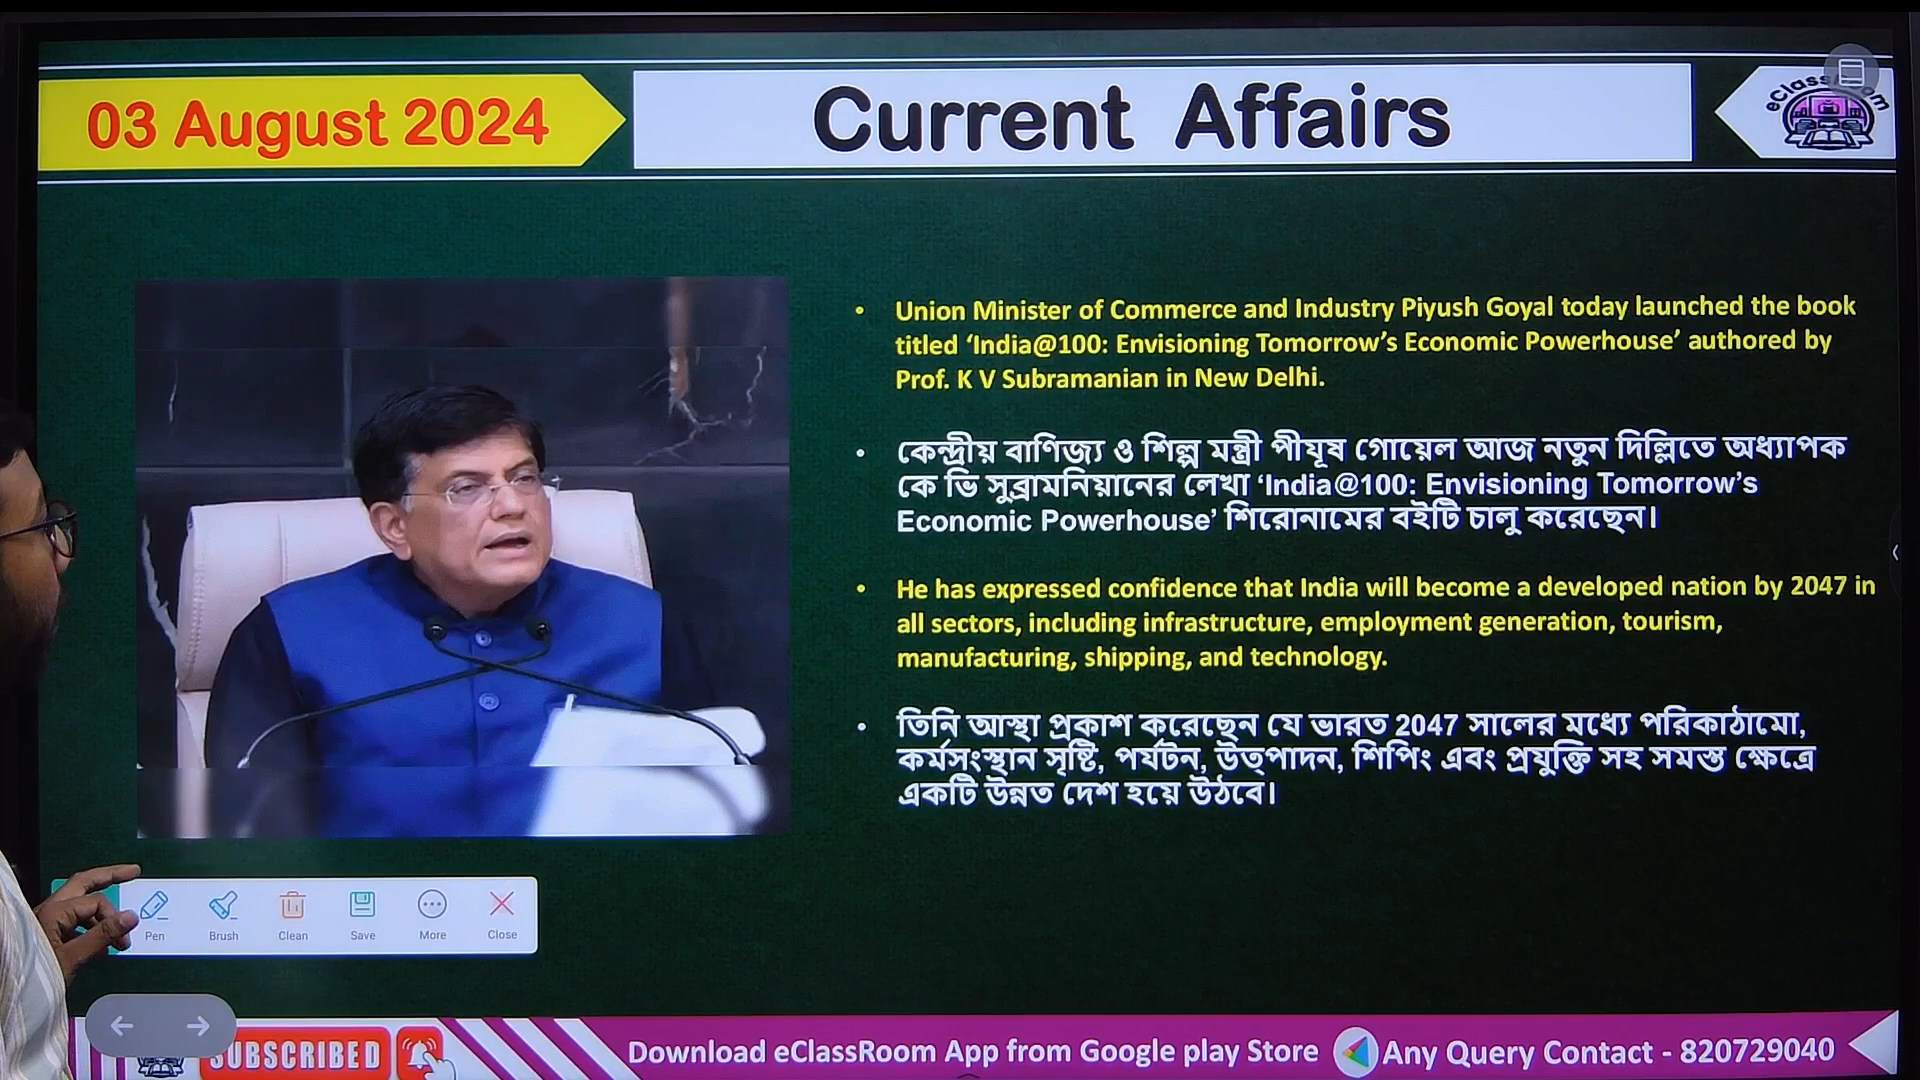 03 August 2024
Current Affairs
eClassRoom
• Union Minister of Commerce and Industry Piyush Goyal today launched the book
titled ‘India@100: Envisioning Tomorrow’s Economic Powerhouse’ authored by
Prof. K V Subramanian in New Delhi.
• কেন্দ্রীয় বাণিজ্য ও শিল্প মন্ত্রী পীযূষ গোয়েল আজ নতুন দিল্লিতে অধ্যাপক
কে ভি সুব্রামনিয়ানের লেখা ‘India@100: Envisioning Tomorrow’s
Economic Powerhouse’ শিরোনামের বইটি চালু করেছেন।
• He has expressed confidence that India will become a developed nation by 2047 in
all sectors, including infrastructure, employment generation, tourism,
manufacturing, shipping, and technology.
• তিনি আস্থা প্রকাশ করেছেন যে ভারত 2047 সালের মধ্যে পরিকাঠামো,
কর্মসংস্থান সৃষ্টি, পর্যটন, উত্পাদন, শিপিং এবং প্রযুক্তি সহ সমস্ত ক্ষেত্রে
একটি উন্নত দেশ হয়ে উঠবে।
Pen Brush Clean Save More Close
SUBSCRIBED
Download eClassRoom App from Google play Store Any Query Contact - 820729040